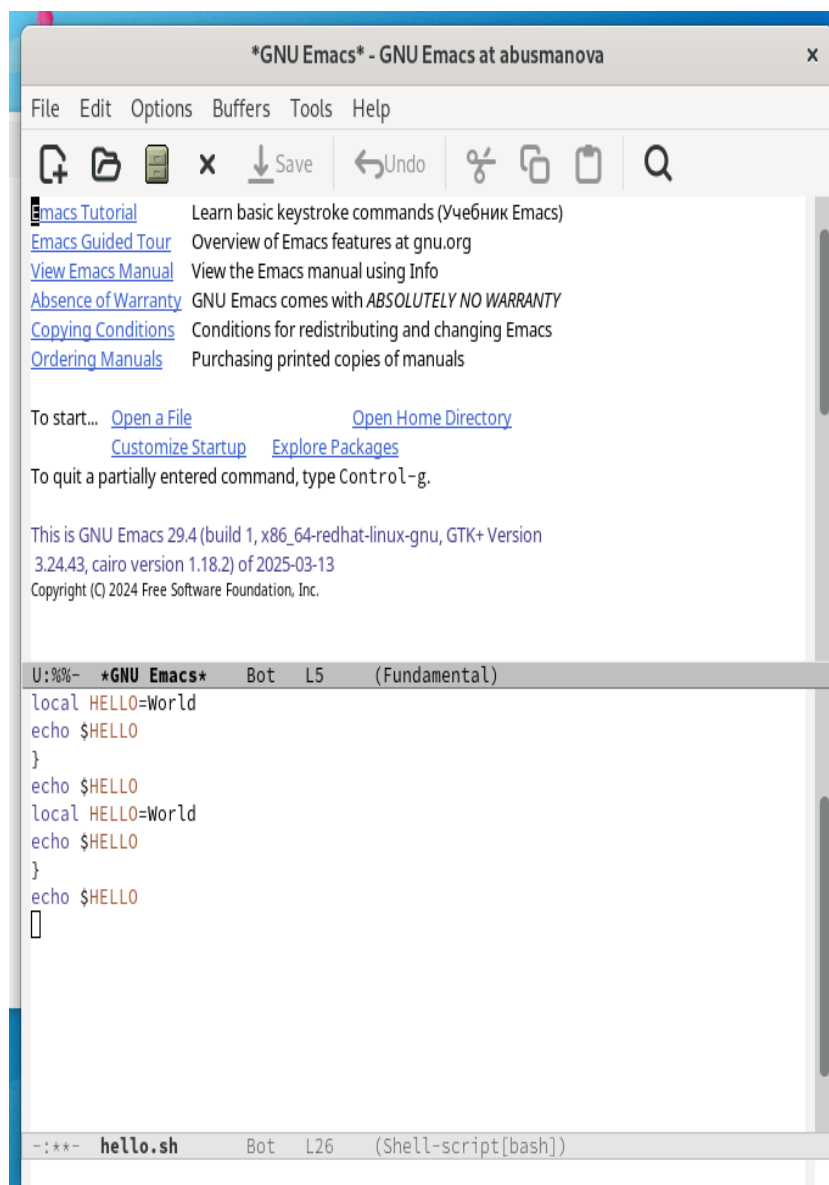 *GNU Emacs* - GNU Emacs at abusmanova
File Edit Options Buffers Tools Help
Save Undo
Emacs Tutorial Learn basic keystroke commands (Учебник Emacs)
Emacs Guided Tour Overview of Emacs features at gnu.org
View Emacs Manual View the Emacs manual using Info
Absence of Warranty GNU Emacs comes with ABSOLUTELY NO WARRANTY
Copying Conditions Conditions for redistributing and changing Emacs
Ordering Manuals Purchasing printed copies of manuals
To start... Open a File Open Home Directory
Customize Startup Explore Packages
To quit a partially entered command, type Control-g.
This is GNU Emacs 29.4 (build 1, x86_64-redhat-linux-gnu, GTK+ Version
3.24.43, cairo version 1.18.2) of 2025-03-13
Copyright (C) 2024 Free Software Foundation, Inc.
U:%%- *GNU Emacs* Bot L5 (Fundamental)
local HELLO=World
echo $HELLO
}
echo $HELLO
local HELLO=World
echo $HELLO
}
echo $HELLO
-:**- hello.sh Bot L26 (Shell-script[bash])